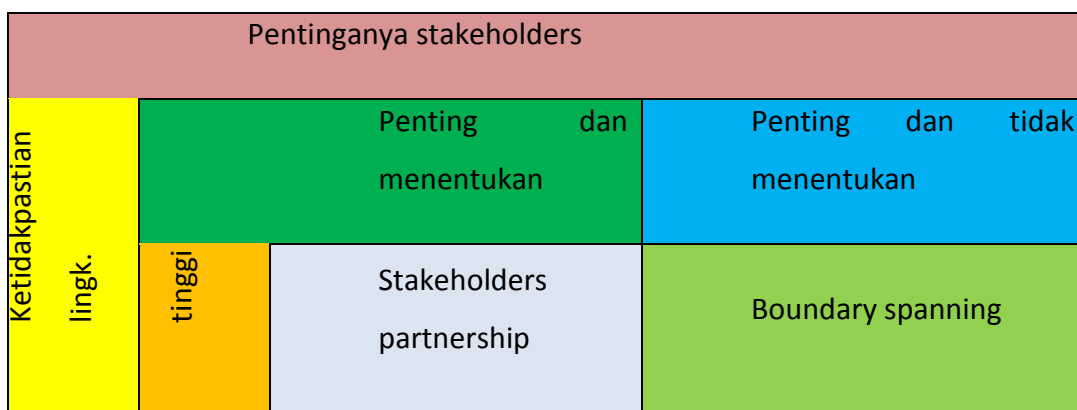 Pentinganya stakeholders
Ketidakpastian
lingk.
Penting dan
menentukan
Penting dan tidak
menentukan
tinggi
Stakeholders
partnership
Boundary spanning